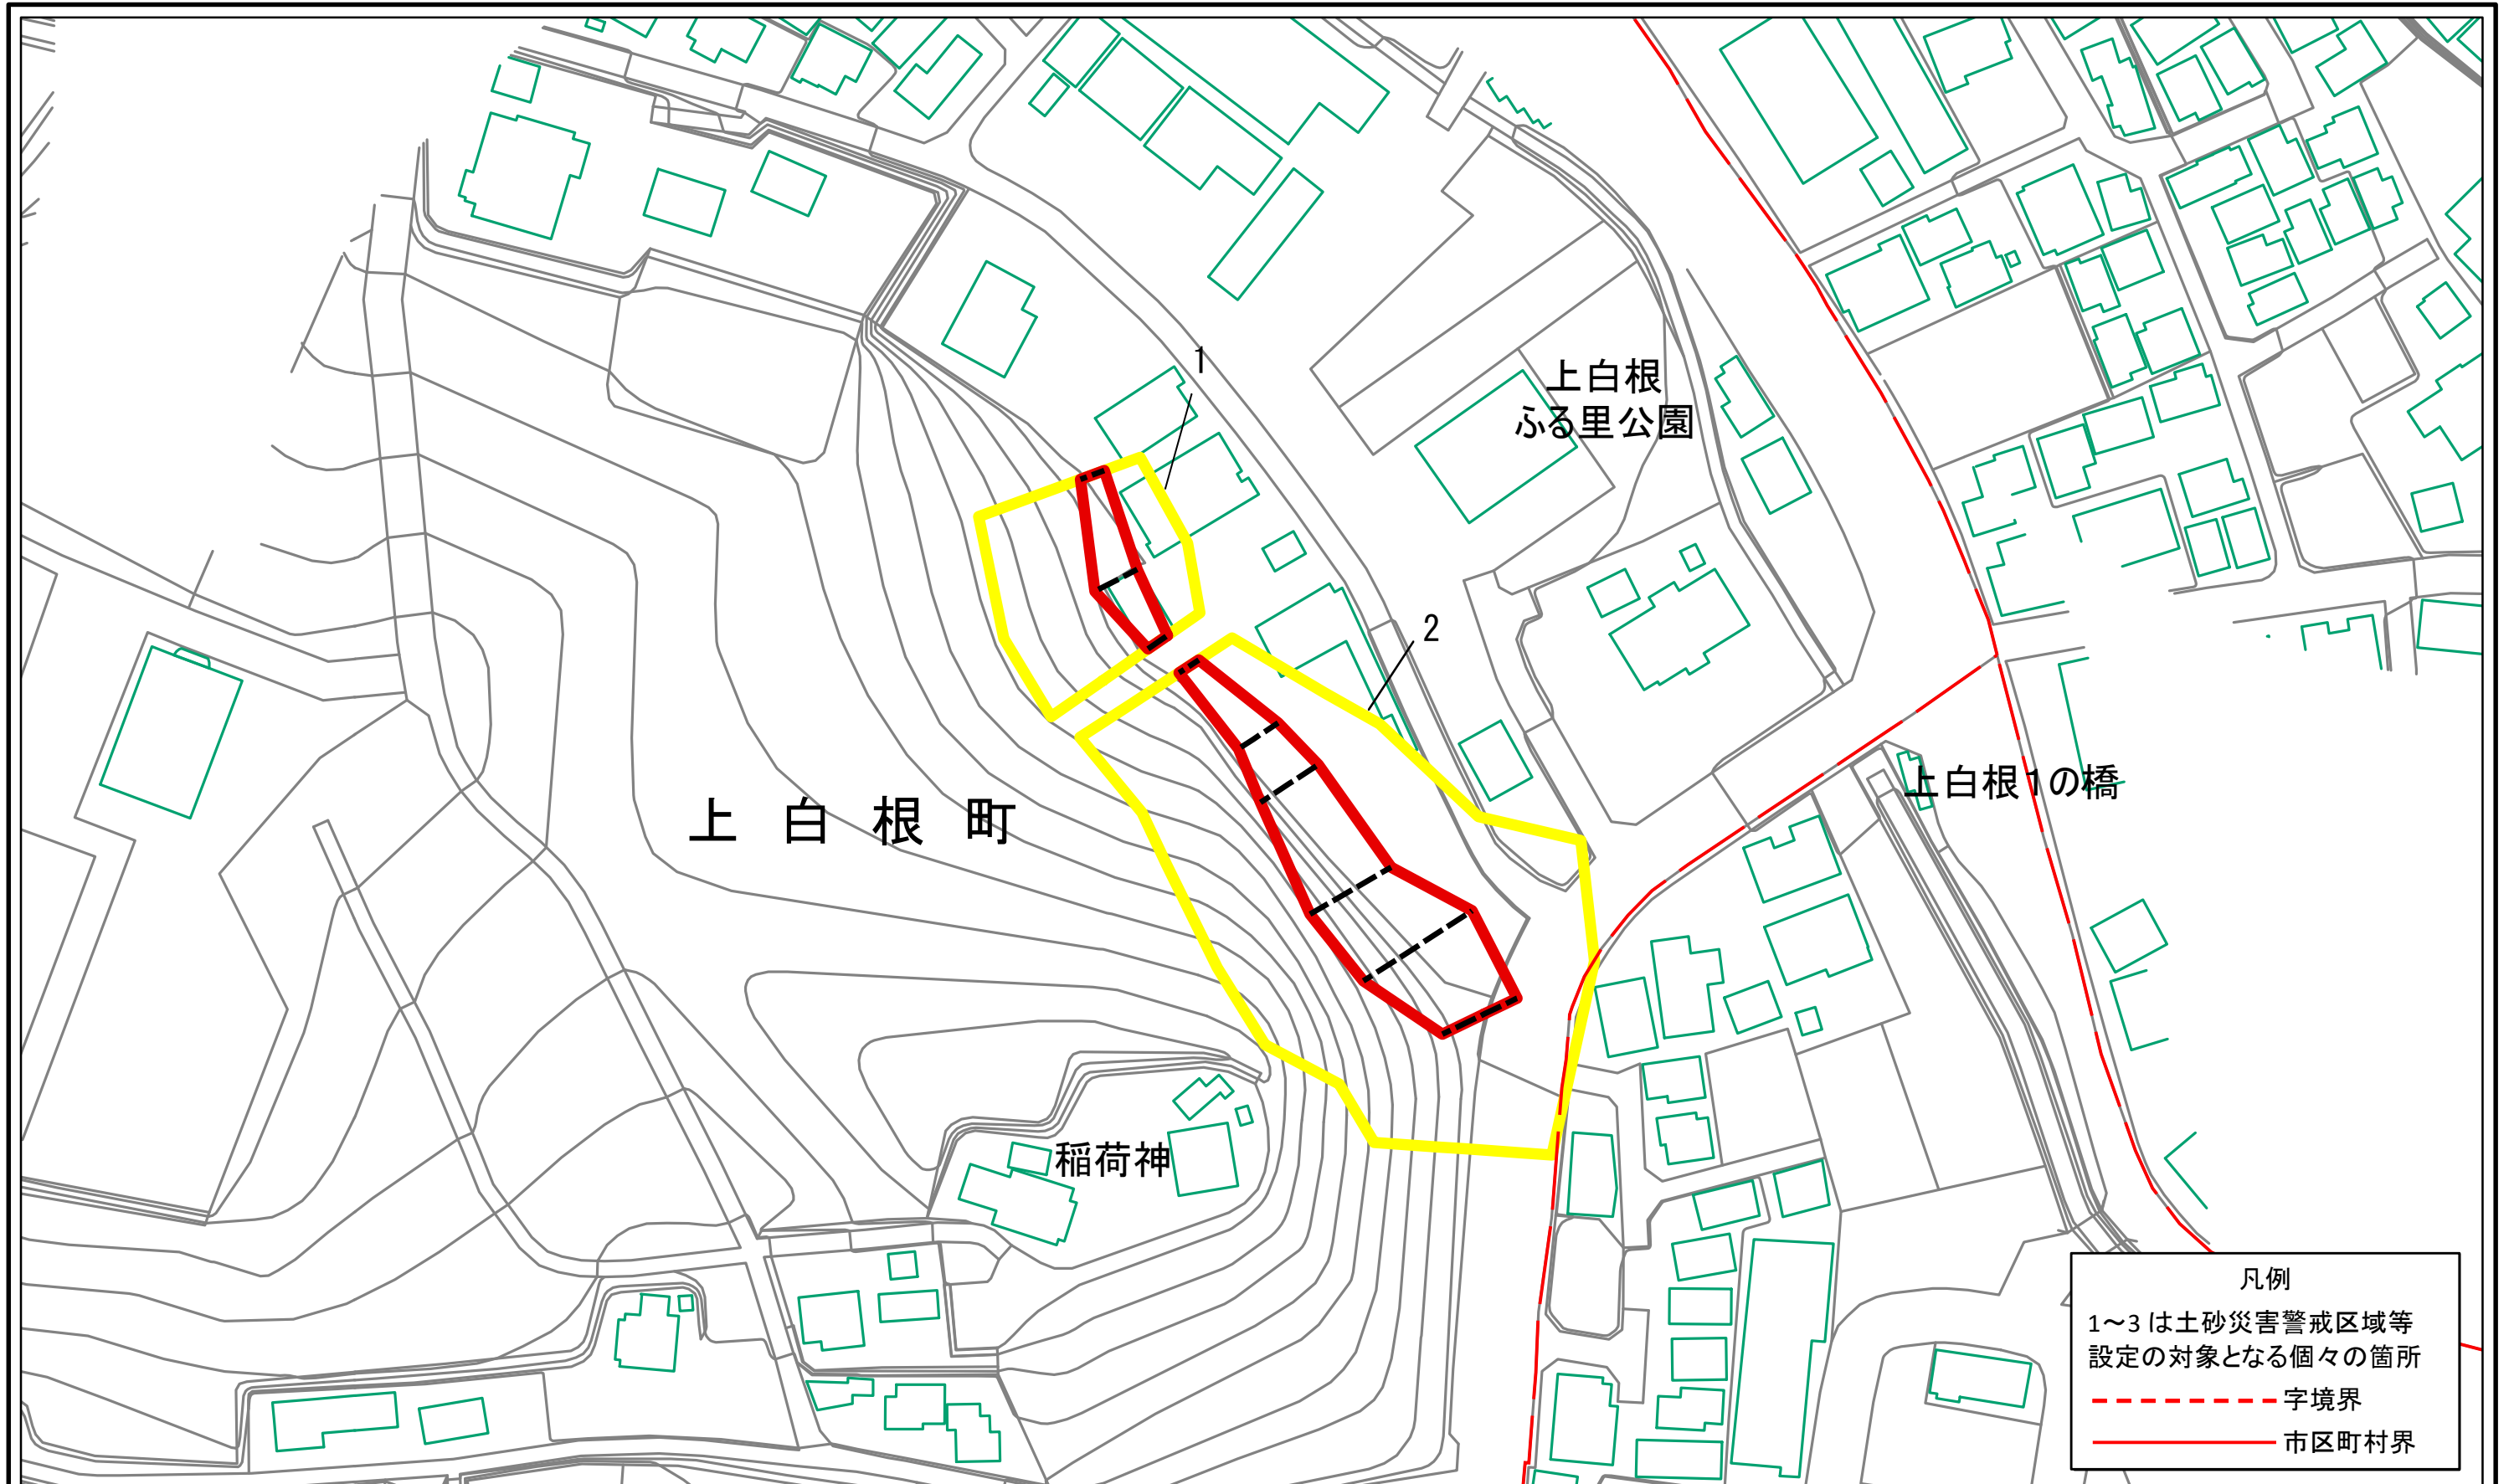 1
上白根
ふる里公園
2
上白根1の橋
上白根町
稲荷神
凡例
1~3は土砂災害警戒区域等
設定の対象となる個々の箇所
字境界
市区町村界